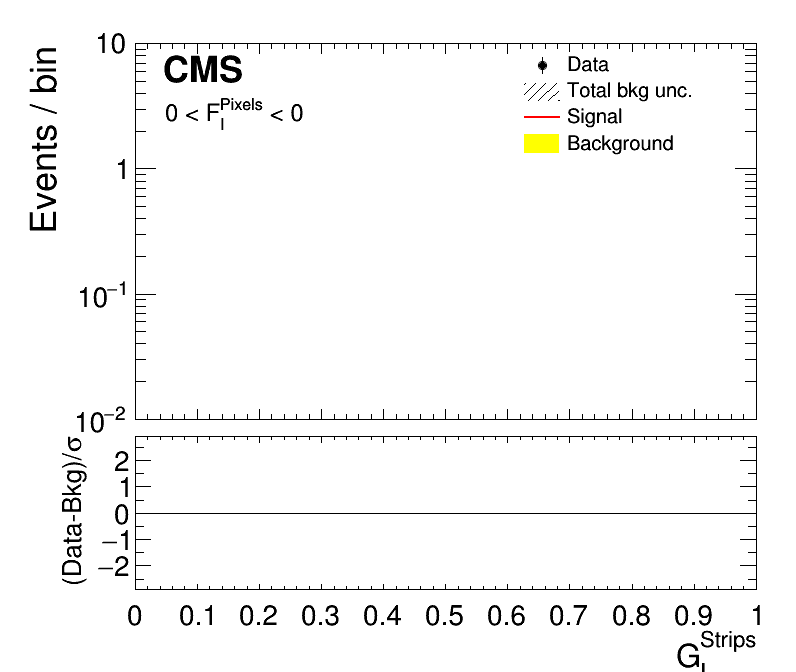 Events / bin
10
1
10⁻¹
10⁻²
CMS
0 < F_I^Pixels < 0
Data
Total bkg unc.
Signal
Background
(Data-Bkg)/σ
2
1
0
−1
−2
0 0.1 0.2 0.3 0.4 0.5 0.6 0.7 0.8 0.9 1
G_I^Strips